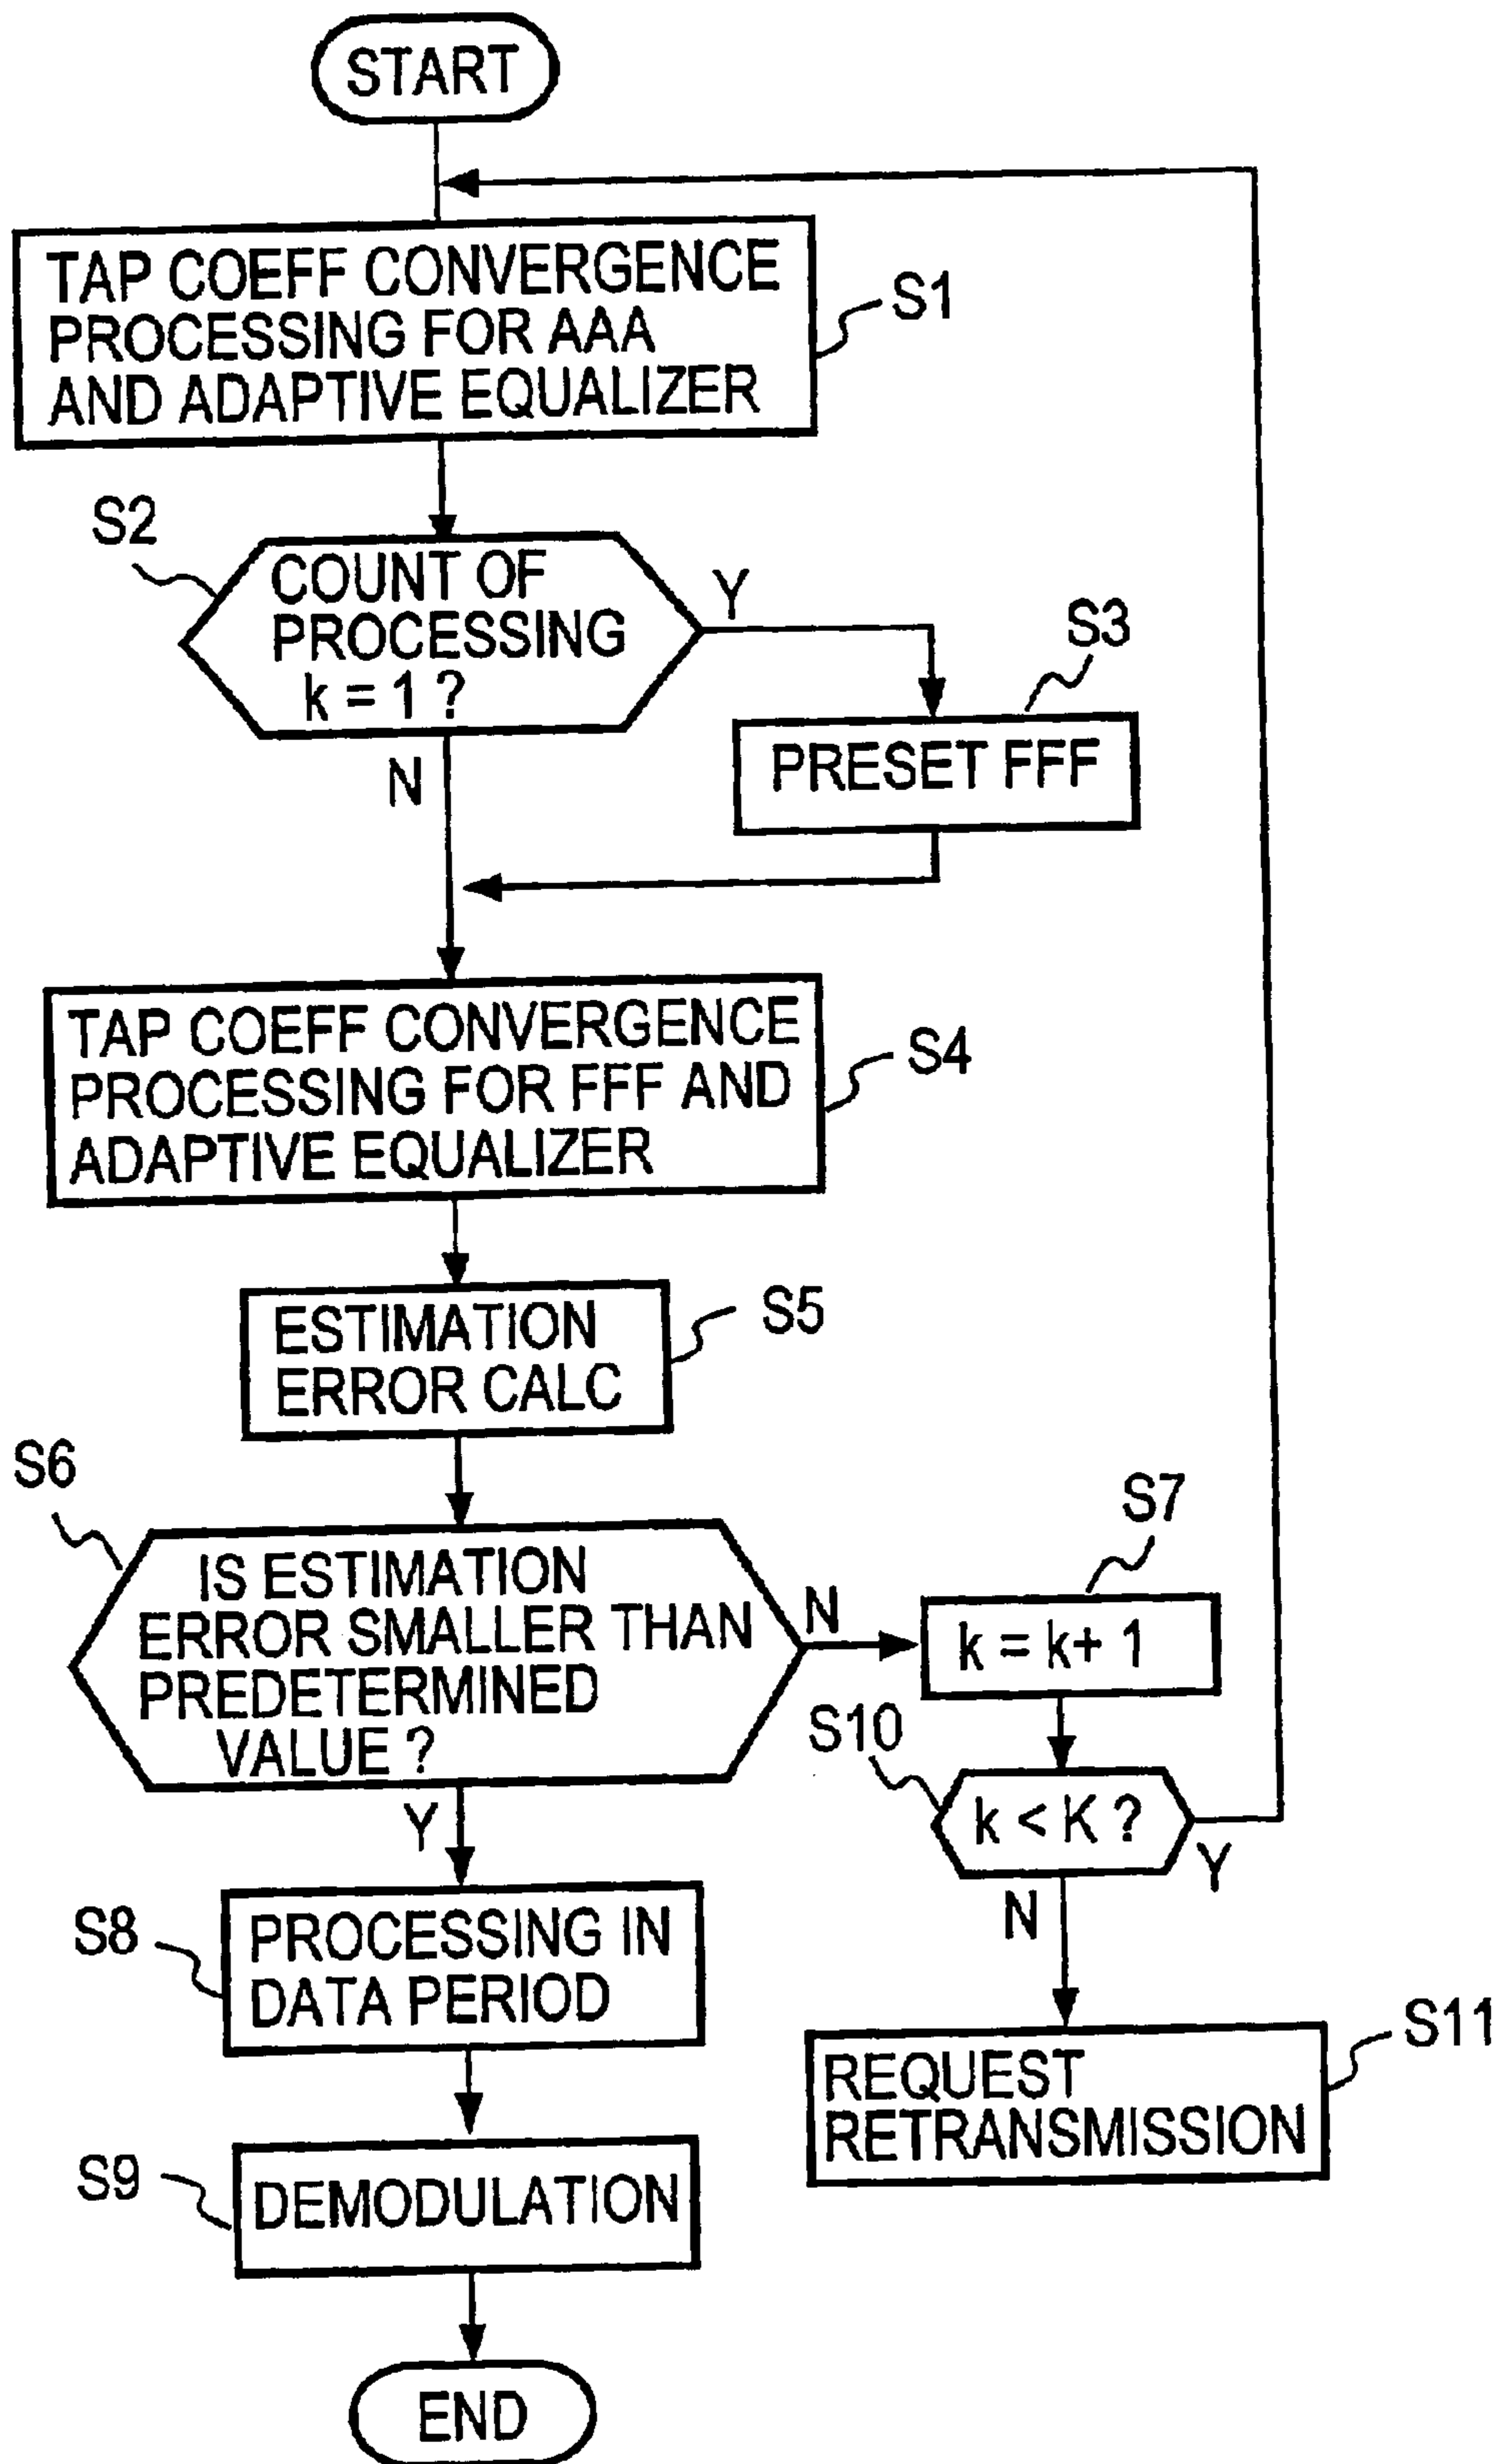 START
TAP COEFF CONVERGENCE
PROCESSING FOR AAA
AND ADAPTIVE EQUALIZER
S1
S2
COUNT OF
PROCESSING
k = 1 ?
Y
N
S3
PRESET FFF
TAP COEFF CONVERGENCE
PROCESSING FOR FFF AND
ADAPTIVE EQUALIZER
S4
ESTIMATION
ERROR CALC
S5
S6
IS ESTIMATION
ERROR SMALLER THAN
PREDETERMINED
VALUE ?
N
Y
S7
k = k+ 1
S10
k < K ?
Y
N
S8
PROCESSING IN
DATA PERIOD
S11
REQUEST
RETRANSMISSION
S9
DEMODULATION
END